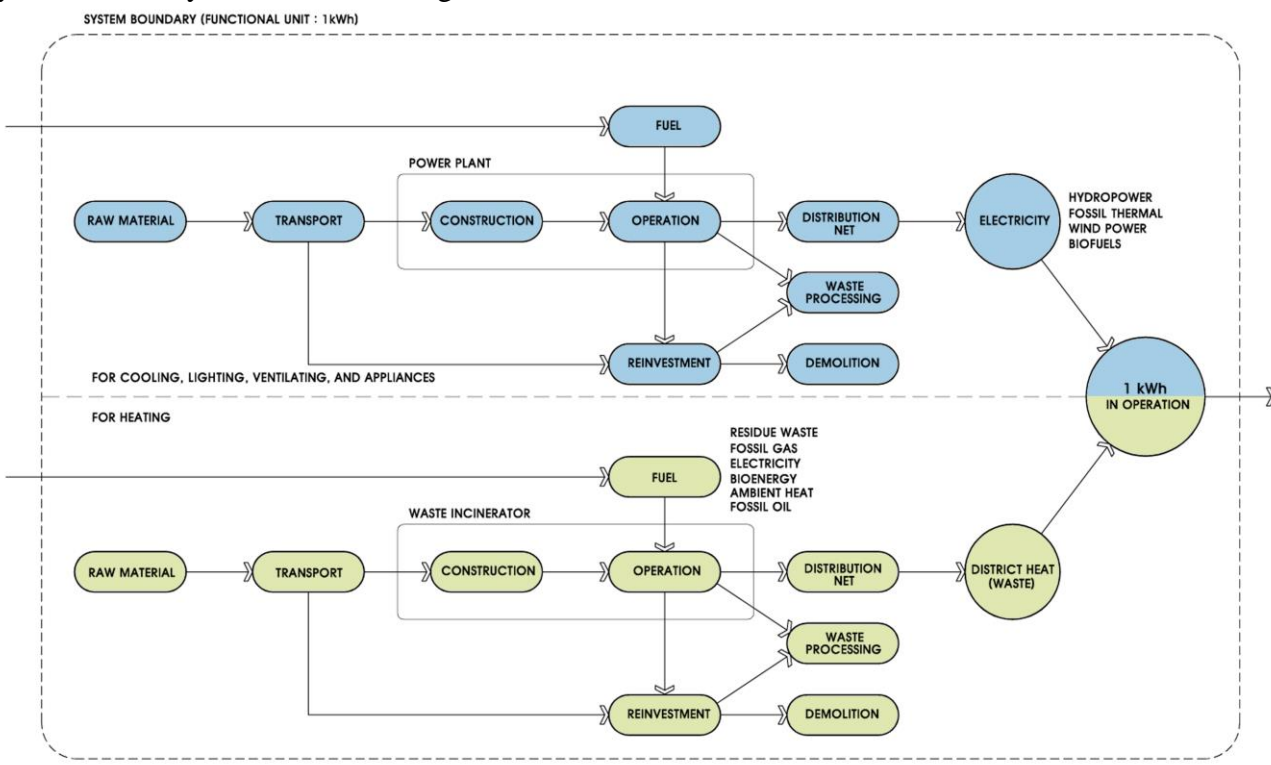 SYSTEM BOUNDARY (FUNCTIONAL UNIT : 1kWh)
FUEL
POWER PLANT
RAW MATERIAL
TRANSPORT
CONSTRUCTION
OPERATION
DISTRIBUTION
NET
ELECTRICITY
HYDROPOWER
FOSSIL THERMAL
WIND POWER
BIOFUELS
WASTE
PROCESSING
REINVESTMENT
DEMOLITION
FOR COOLING, LIGHTING, VENTILATING, AND APPLIANCES
1 kWh
IN OPERATION
FOR HEATING
FUEL
RESIDUE WASTE
FOSSIL GAS
ELECTRICITY
BIOENERGY
AMBIENT HEAT
FOSSIL OIL
WASTE INCINERATOR
RAW MATERIAL
TRANSPORT
CONSTRUCTION
OPERATION
DISTRIBUTION
NET
DISTRICT HEAT
(WASTE)
WASTE
PROCESSING
REINVESTMENT
DEMOLITION